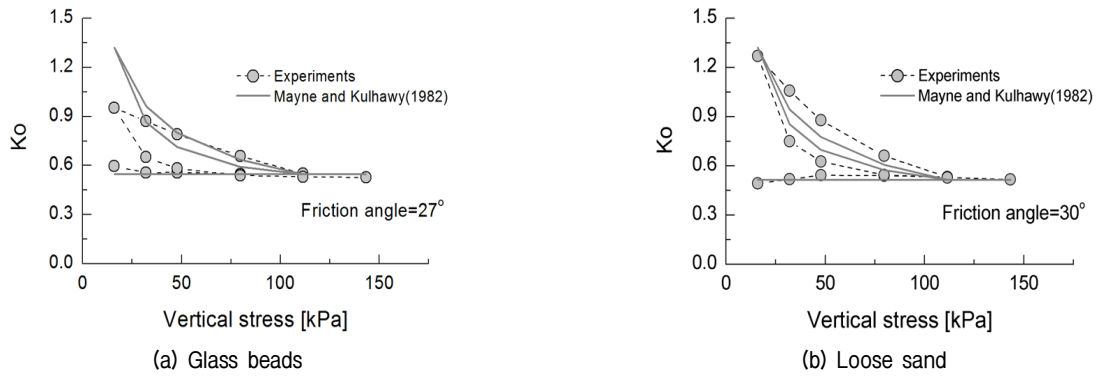 1.5
1.2
0.9
0.6
0.3
0.0
Ko
Experiments
Mayne and Kulhawy(1982)
Friction angle=27°
0
50
100
150
Vertical stress [kPa]
(a) Glass beads
1.5
1.2
0.9
0.6
0.3
0.0
Ko
Experiments
Mayne and Kulhawy(1982)
Friction angle=30°
0
50
100
150
Vertical stress [kPa]
(b) Loose sand